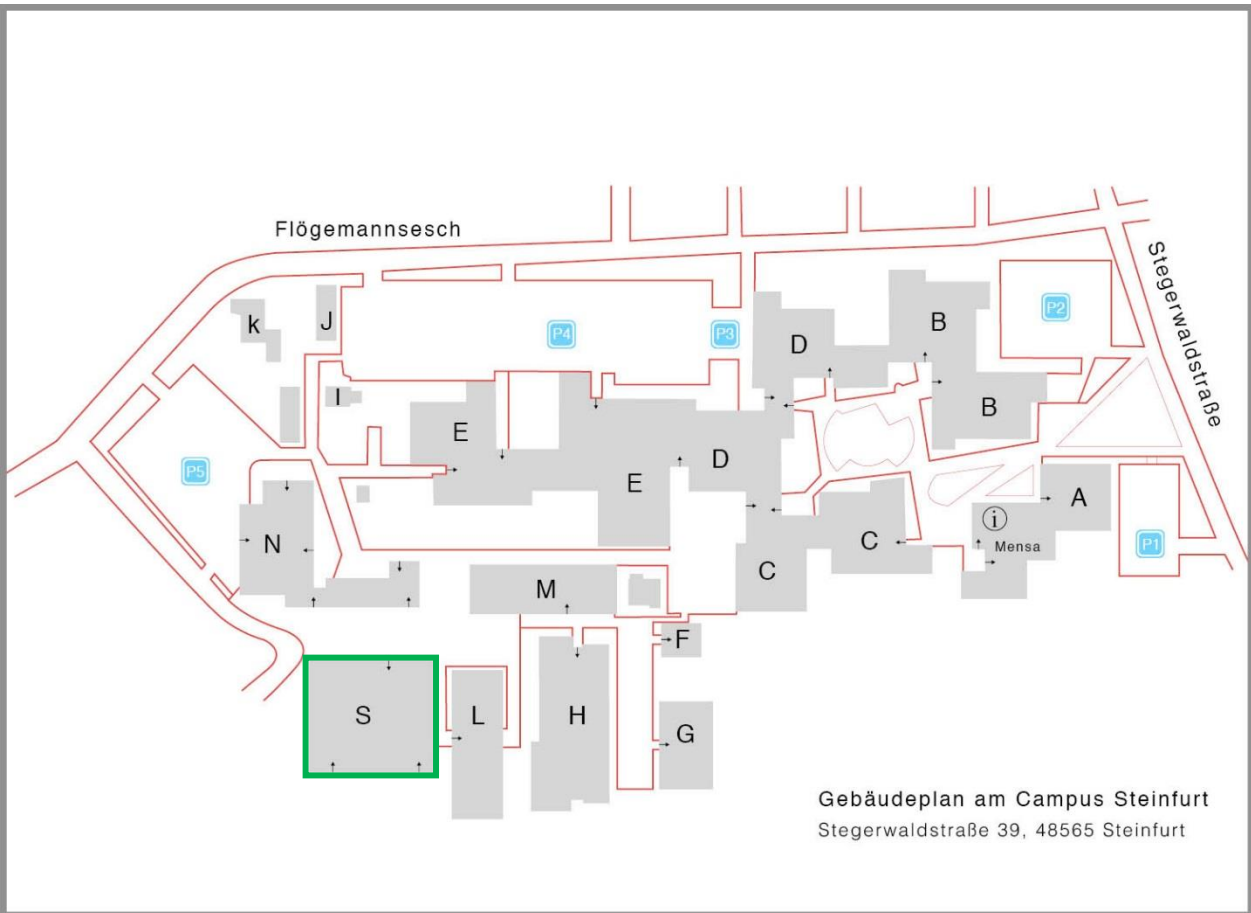 Flögemannsesch
Stegerwaldstraße
k
J
P4
P3
P2
B
D
I
B
E
P5
D
E
A
i
N
C
Mensa
P1
C
M
F
S
L
H
G
Gebäudeplan am Campus Steinfurt
Stegerwaldstraße 39, 48565 Steinfurt